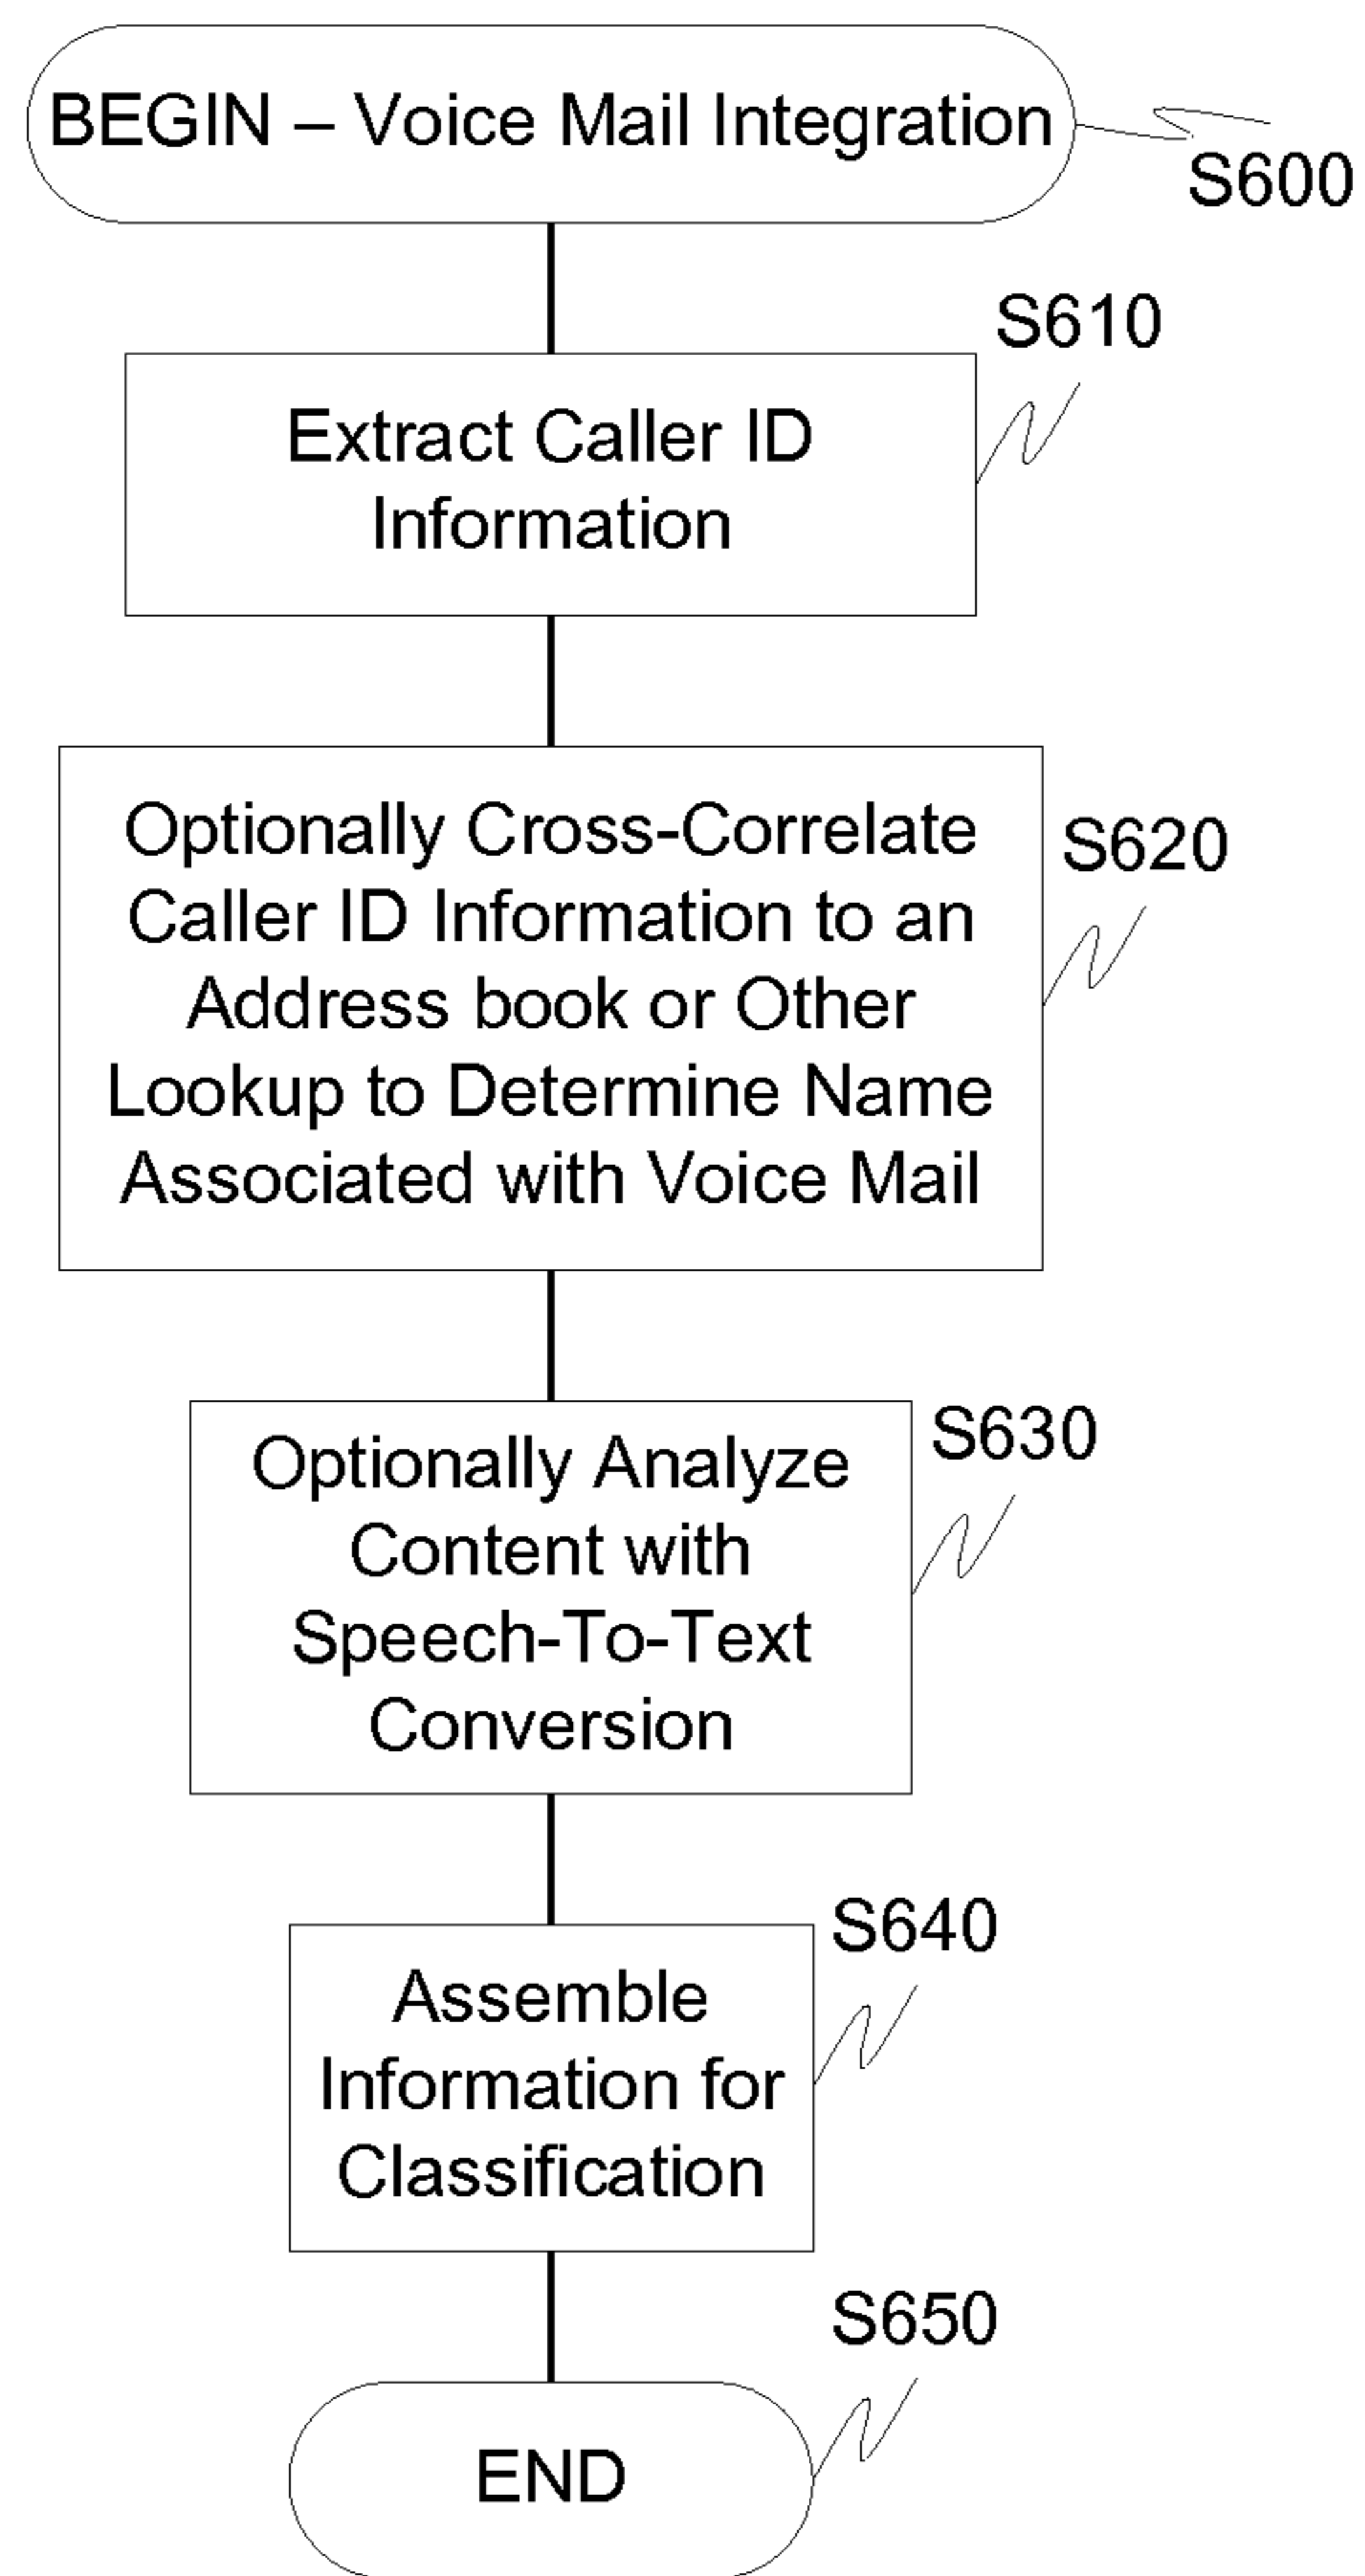 BEGIN – Voice Mail Integration
S600
S610
Extract Caller ID
Information
Optionally Cross-Correlate
Caller ID Information to an
Address book or Other
Lookup to Determine Name
Associated with Voice Mail
S620
Optionally Analyze
Content with
Speech-To-Text
Conversion
S630
Assemble
Information for
Classification
S640
S650
END